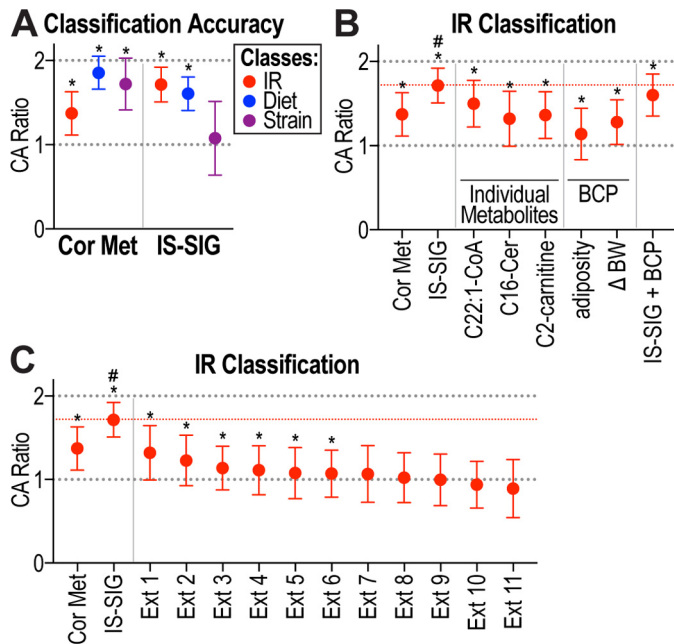 A Classification Accuracy
CA Ratio
2
1
0
* * * * *
Classes:
IR
Diet
Strain
Cor Met IS-SIG
B IR Classification
CA Ratio
2
1
0
#
* * * * * * * *
Individual
Metabolites
BCP
Cor Met
IS-SIG
C22:1-CoA
C16-Cer
C2-carnitine
adiposity
Δ BW
IS-SIG + BCP
C IR Classification
CA Ratio
2
1
0
#
* * * * * * * *
Cor Met
IS-SIG
Ext 1
Ext 2
Ext 3
Ext 4
Ext 5
Ext 6
Ext 7
Ext 8
Ext 9
Ext 10
Ext 11